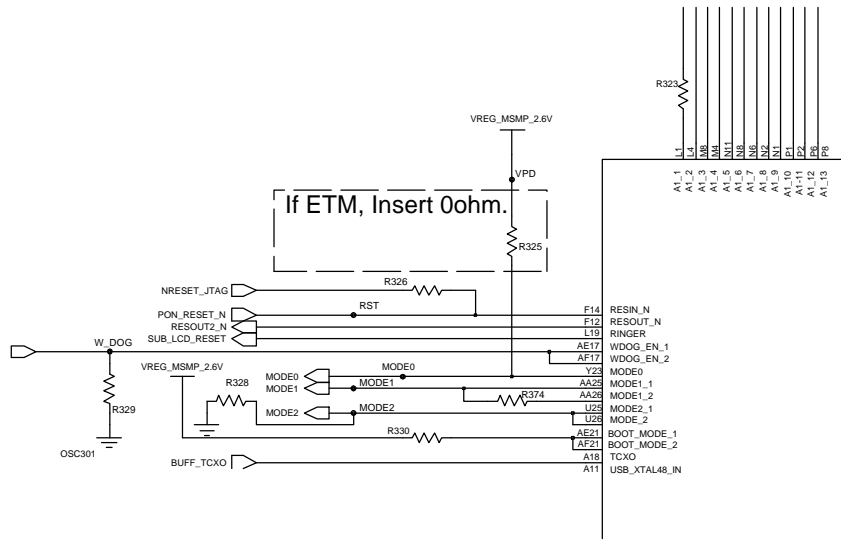 R323
VREG_MSMP_2.6V
L1
L4
M8
M4
N11
N8
N6
N2
N1
P1
P2
P6
P8
A1_1
A1_2
A1_3
A1_4
A1_5
A1_6
A1_7
A1_8
A1_9
A1_10
A1-11
A1_12
A1_13
VPD
If ETM, Insert 0ohm.
R325
NRESET_JTAG
R326
PON_RESET_N
RST
F14
RESIN_N
RESOUT2_N
F12
RESOUT_N
SUB_LCD_RESET
L19
RINGER
W_DOG
AE17
WDOG_EN_1
AF17
WDOG_EN_2
VREG_MSMP_2.6V
MODE0
MODE0
Y23
MODE0
R328
MODE1
MODE1
AA25
MODE1_1
R374
AA26
MODE1_2
R329
MODE2
MODE2
U25
MODE2_1
U26
MODE_2
R330
AE21
BOOT_MODE_1
AF21
BOOT_MODE_2
OSC301
BUFF_TCXO
A18
TCXO
A11
USB_XTAL48_IN